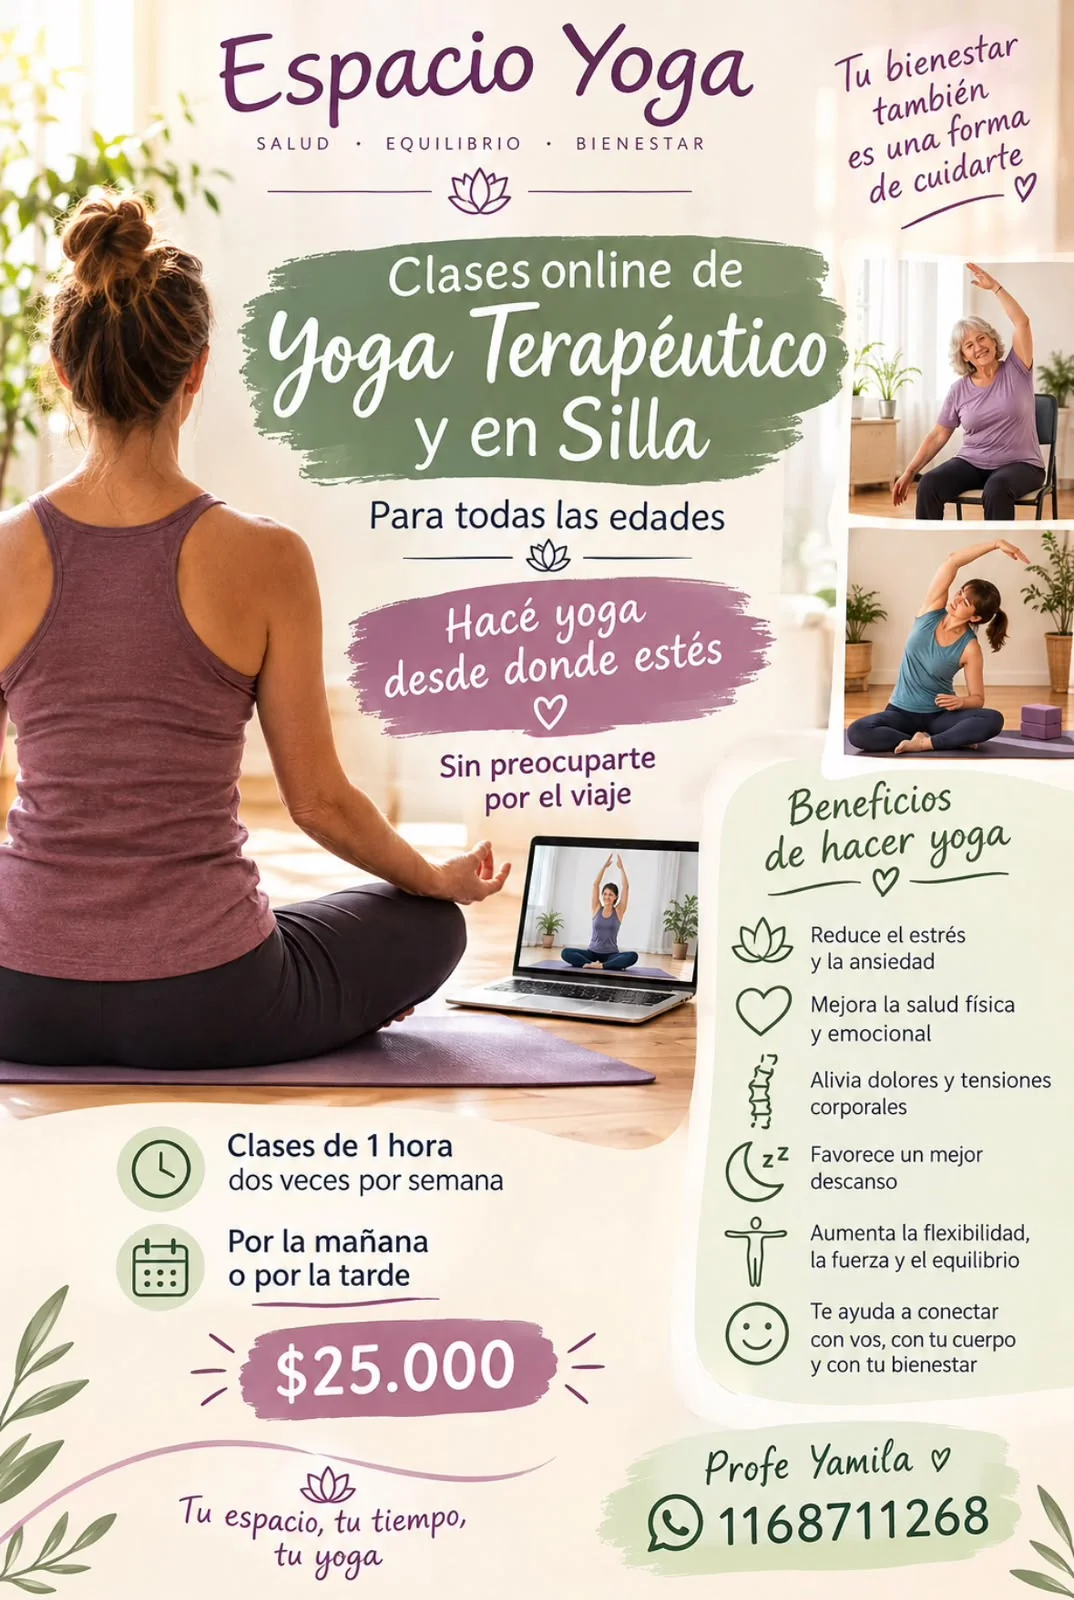 Espacio Yoga
SALUD · EQUILIBRIO · BIENESTAR
Tu bienestar
también
es una forma
de cuidarte
Clases online de
Yoga Terapéutico
y en Silla
Para todas las edades
Hacé yoga
desde donde estés
Sin preocuparte
por el viaje
Beneficios
de hacer yoga
Reduce el estrés
y la ansiedad
Mejora la salud física
y emocional
Alivia dolores y tensiones
corporales
Favorece un mejor
descanso
Aumenta la flexibilidad,
la fuerza y el equilibrio
Te ayuda a conectar
con vos, con tu cuerpo
y con tu bienestar
Clases de 1 hora
dos veces por semana
Por la mañana
o por la tarde
$25.000
Tu espacio, tu tiempo,
tu yoga
Profe Yamila
1168711268